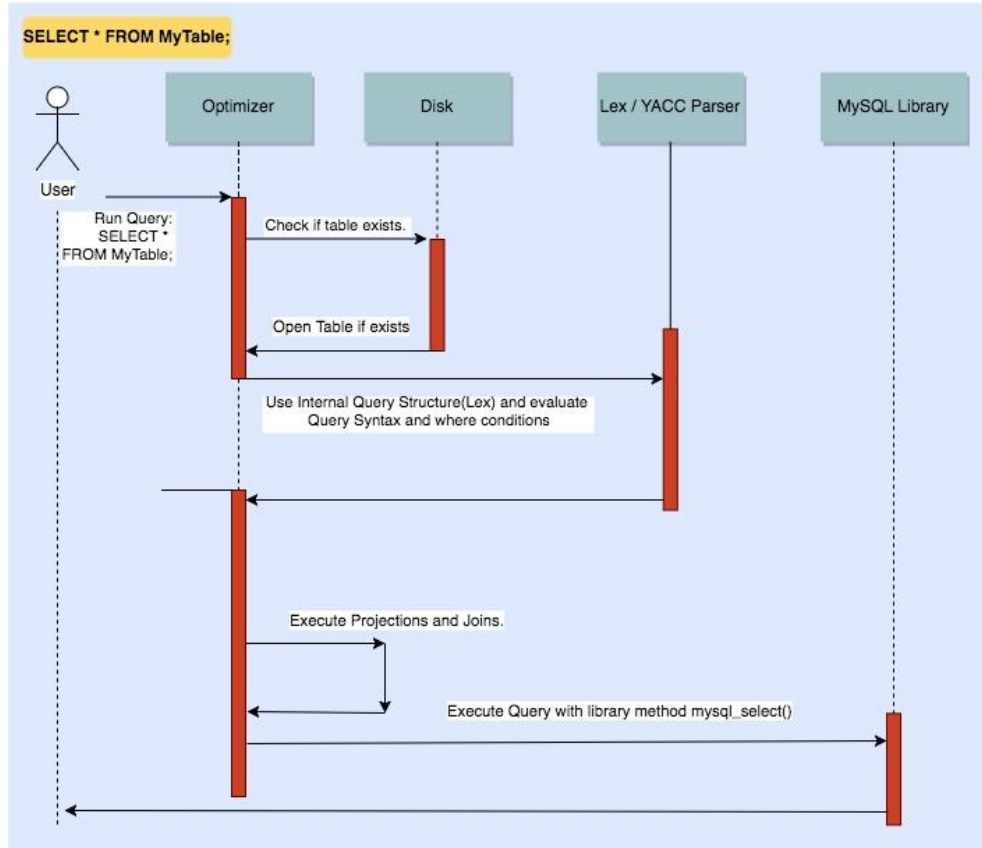 SELECT * FROM MyTable;
Optimizer
Disk
Lex / YACC Parser
MySQL Library
User
Run Query:
SELECT *
FROM MyTable;
Check if table exists.
Open Table if exists
Use Internal Query Structure(Lex) and evaluate
Query Syntax and where conditions
Execute Projections and Joins.
Execute Query with library method mysql_select()